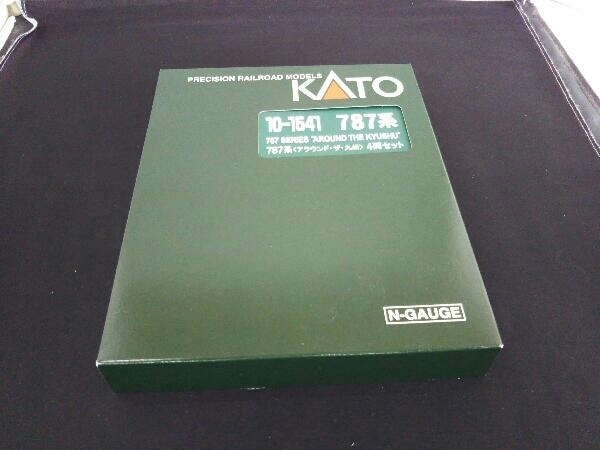 PRECISION RAILROAD MODELS
KATO
10-1541 787系
787 SERIES "AROUND THE KYUSHU"
787系〈アラウンド・ザ・九州〉 4両セット
N-GAUGE